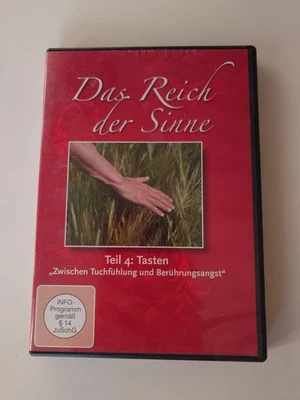 Das Reich
der Sinne
Teil 4: Tasten
„Zwischen Tuchfühlung und Berührungsangst“
INFO-
Programm
gemäß
§ 14
JuSchG